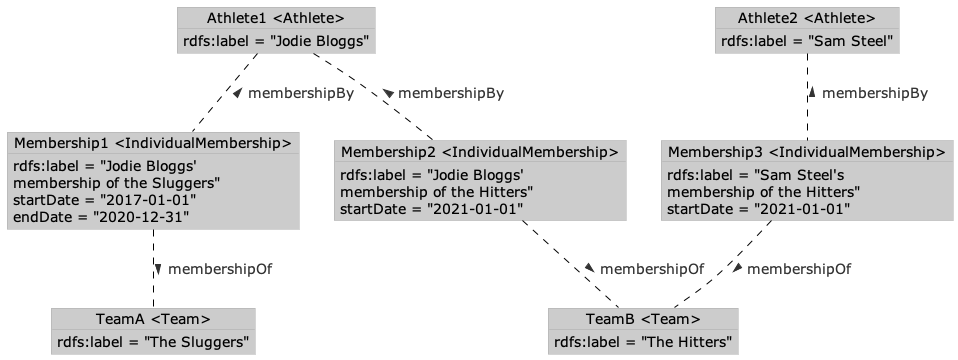 Athlete1 <Athlete>
rdfs:label = "Jodie Bloggs"
Athlete2 <Athlete>
rdfs:label = "Sam Steel"
membershipBy
membershipBy
membershipBy
Membership1 <IndividualMembership>
rdfs:label = "Jodie Bloggs'
membership of the Sluggers"
startDate = "2017-01-01"
endDate = "2020-12-31"
Membership2 <IndividualMembership>
rdfs:label = "Jodie Bloggs'
membership of the Hitters"
startDate = "2021-01-01"
Membership3 <IndividualMembership>
rdfs:label = "Sam Steel's
membership of the Hitters"
startDate = "2021-01-01"
membershipOf
membershipOf
membershipOf
TeamA <Team>
rdfs:label = "The Sluggers"
TeamB <Team>
rdfs:label = "The Hitters"